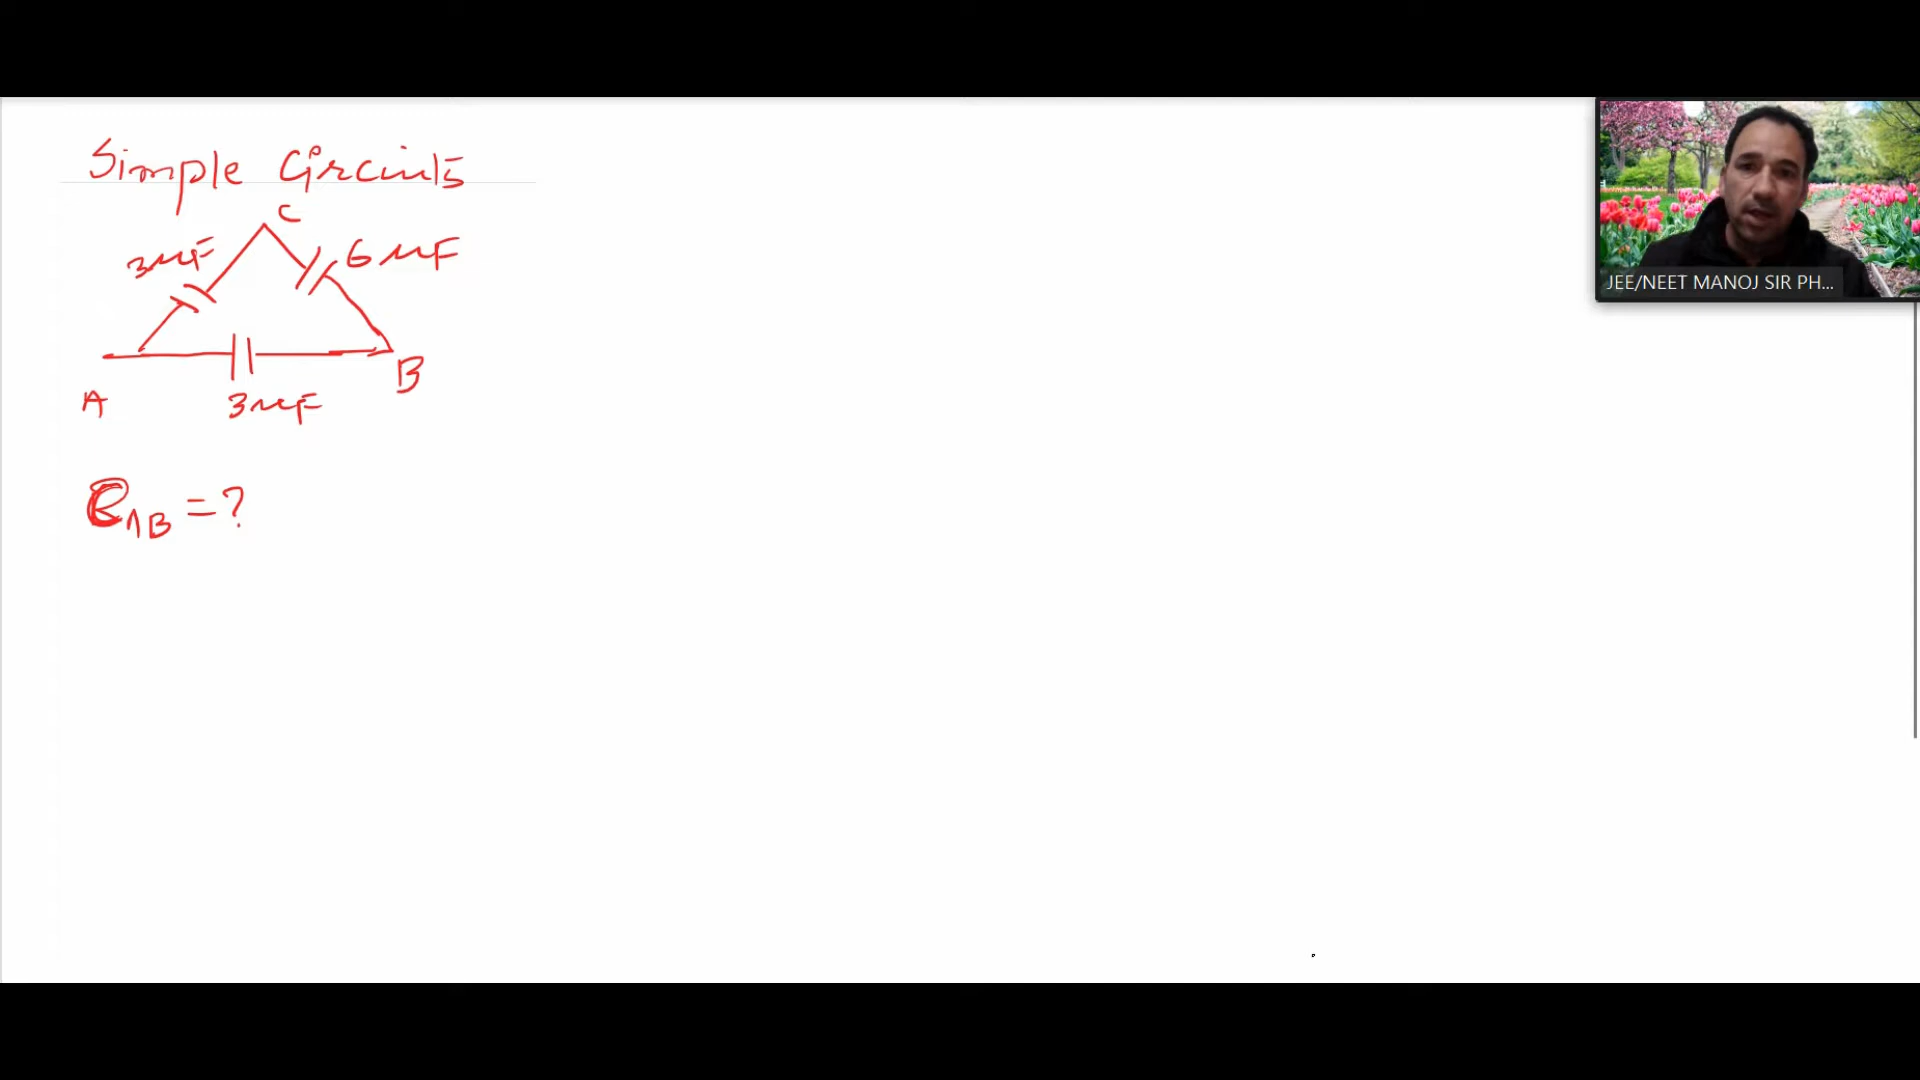 Simple Circuits
C
3μF
6μF
A
B
3μF
C_AB = ?
JEE/NEET MANOJ SIR PH...